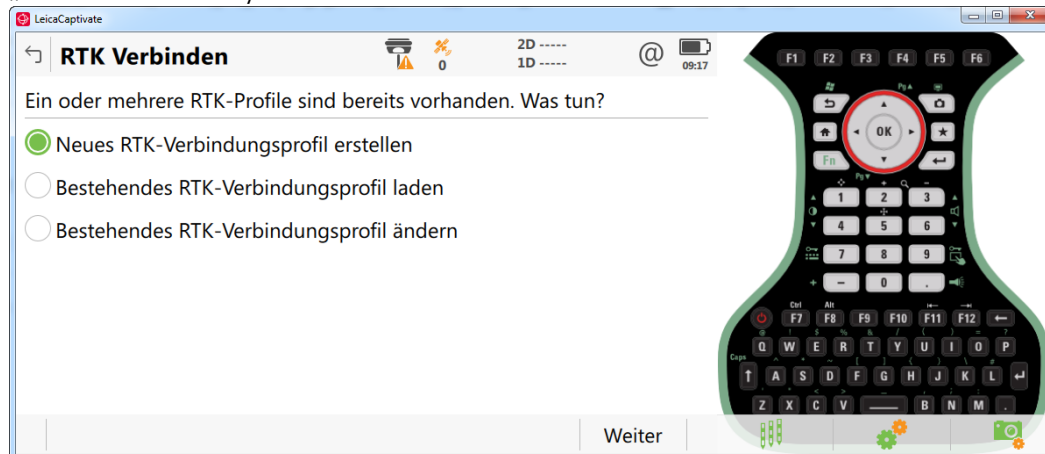 LeicaCaptivate
RTK Verbinden
0
2D -----
1D -----
@
09:17
Ein oder mehrere RTK-Profile sind bereits vorhanden. Was tun?
Neues RTK-Verbindungsprofil erstellen
Bestehendes RTK-Verbindungsprofil laden
Bestehendes RTK-Verbindungsprofil ändern
Weiter
F1 F2 F3 F4 F5 F6
Pg
OK
Fn
Pg
+ -
1 2 3
4 5 6
7 8 9
+ - 0 .
Ctrl Alt
F7 F8 F9 F10 F11 F12
@ ! $ % & / ( ) = ?
Q W E R T Y U I O P
Caps
A S D F G H J K L
Z X C V B N M .